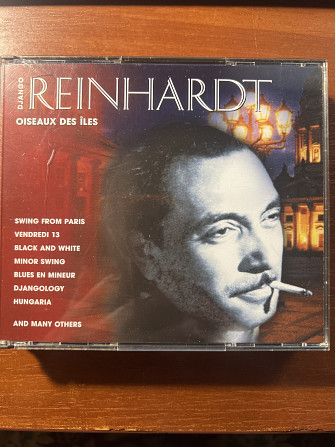 DJANGO
REINHARDT
OISEAUX DES ÎLES
SWING FROM PARIS
VENDREDI 13
BLACK AND WHITE
MINOR SWING
BLUES EN MINEUR
DJANGOLOGY
HUNGARIA
AND MANY OTHERS